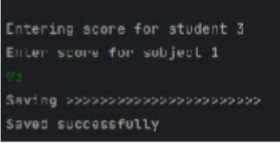 Entering score for student 3
Enter score for subject 1
93
Saving >>>>>>>>>>>>>>>>>>>>>>>
Saved successfully